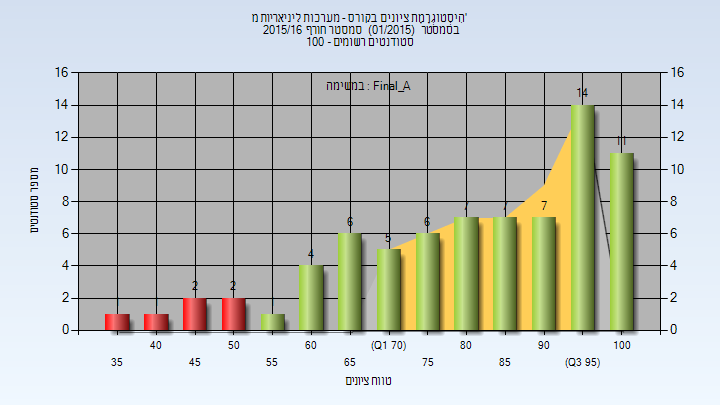 היסטוגרמת ציונים בקורס - מערכות ליניאריות מ'
בסמסטר (01/2015) סמסטר חורף 2015/16
סטודנטים רשומים - 100
במשימה : Final_A
מספר סטודנטים
16 16
14 14 14
12 12
11
10 10
8 8
7 7 7
6 6 6 6
5
4 4 4
2 2 2 2
0 0
35 40 45 50 55 60 65 (Q1 70) 75 80 85 90 (Q3 95) 100
טווח ציונים